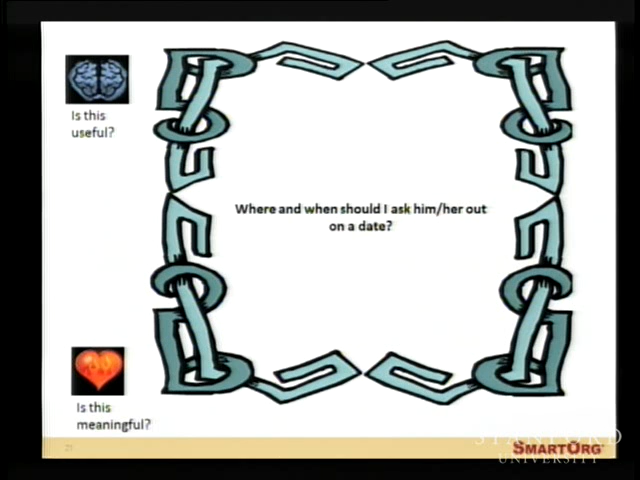 Is this
useful?
Where and when should I ask him/her out
on a date?
Is this
meaningful?
21
STANFORD
SMARTORG
UNIVERSITY